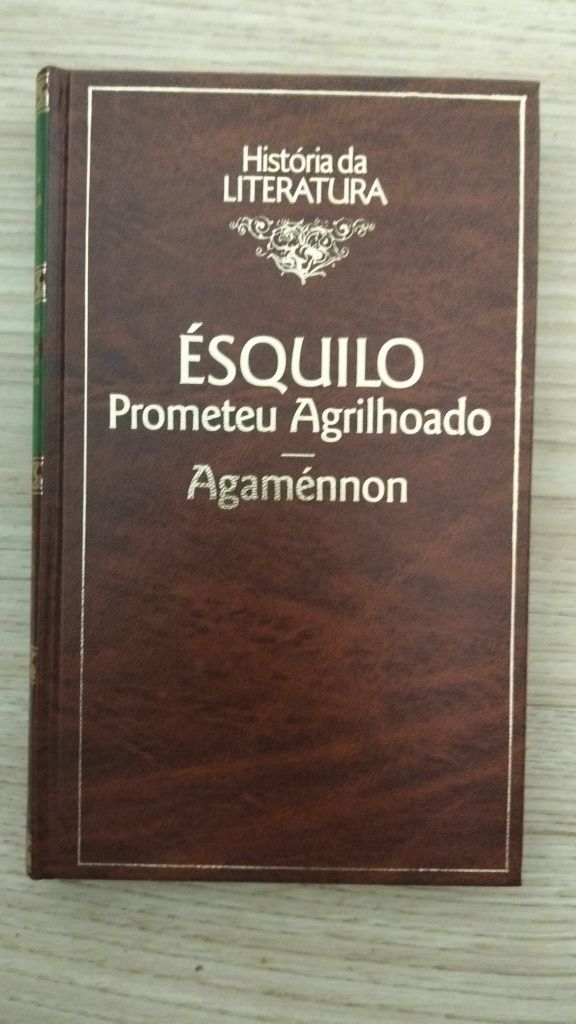 História da
LITERATURA
ÉSQUILO
Prometeu Agrilhoado
Agaménnon